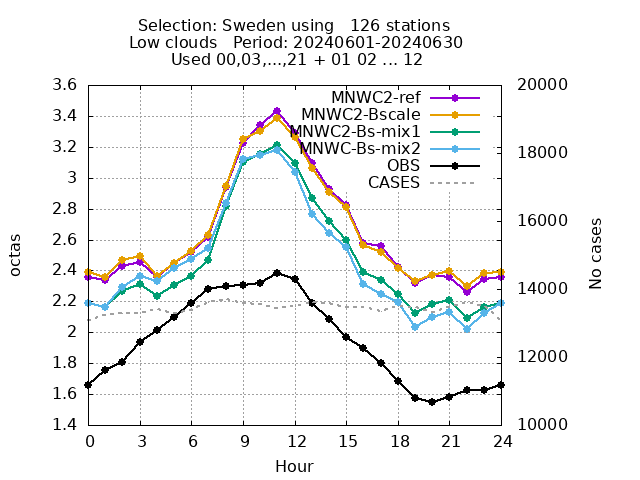 Selection: Sweden using   126 stations
Low clouds   Period: 20240601-20240630
Used 00,03,...,21 + 01 02 ... 12
3.6
3.4
3.2
3
2.8
2.6
2.4
2.2
2
1.8
1.6
1.4
octas
20000
18000
16000
14000
12000
10000
No cases
MNWC2-ref
MNWC2-Bscale
MNWC2-Bs-mix1
MNWC-Bs-mix2
OBS
CASES
0 3 6 9 12 15 18 21 24
Hour